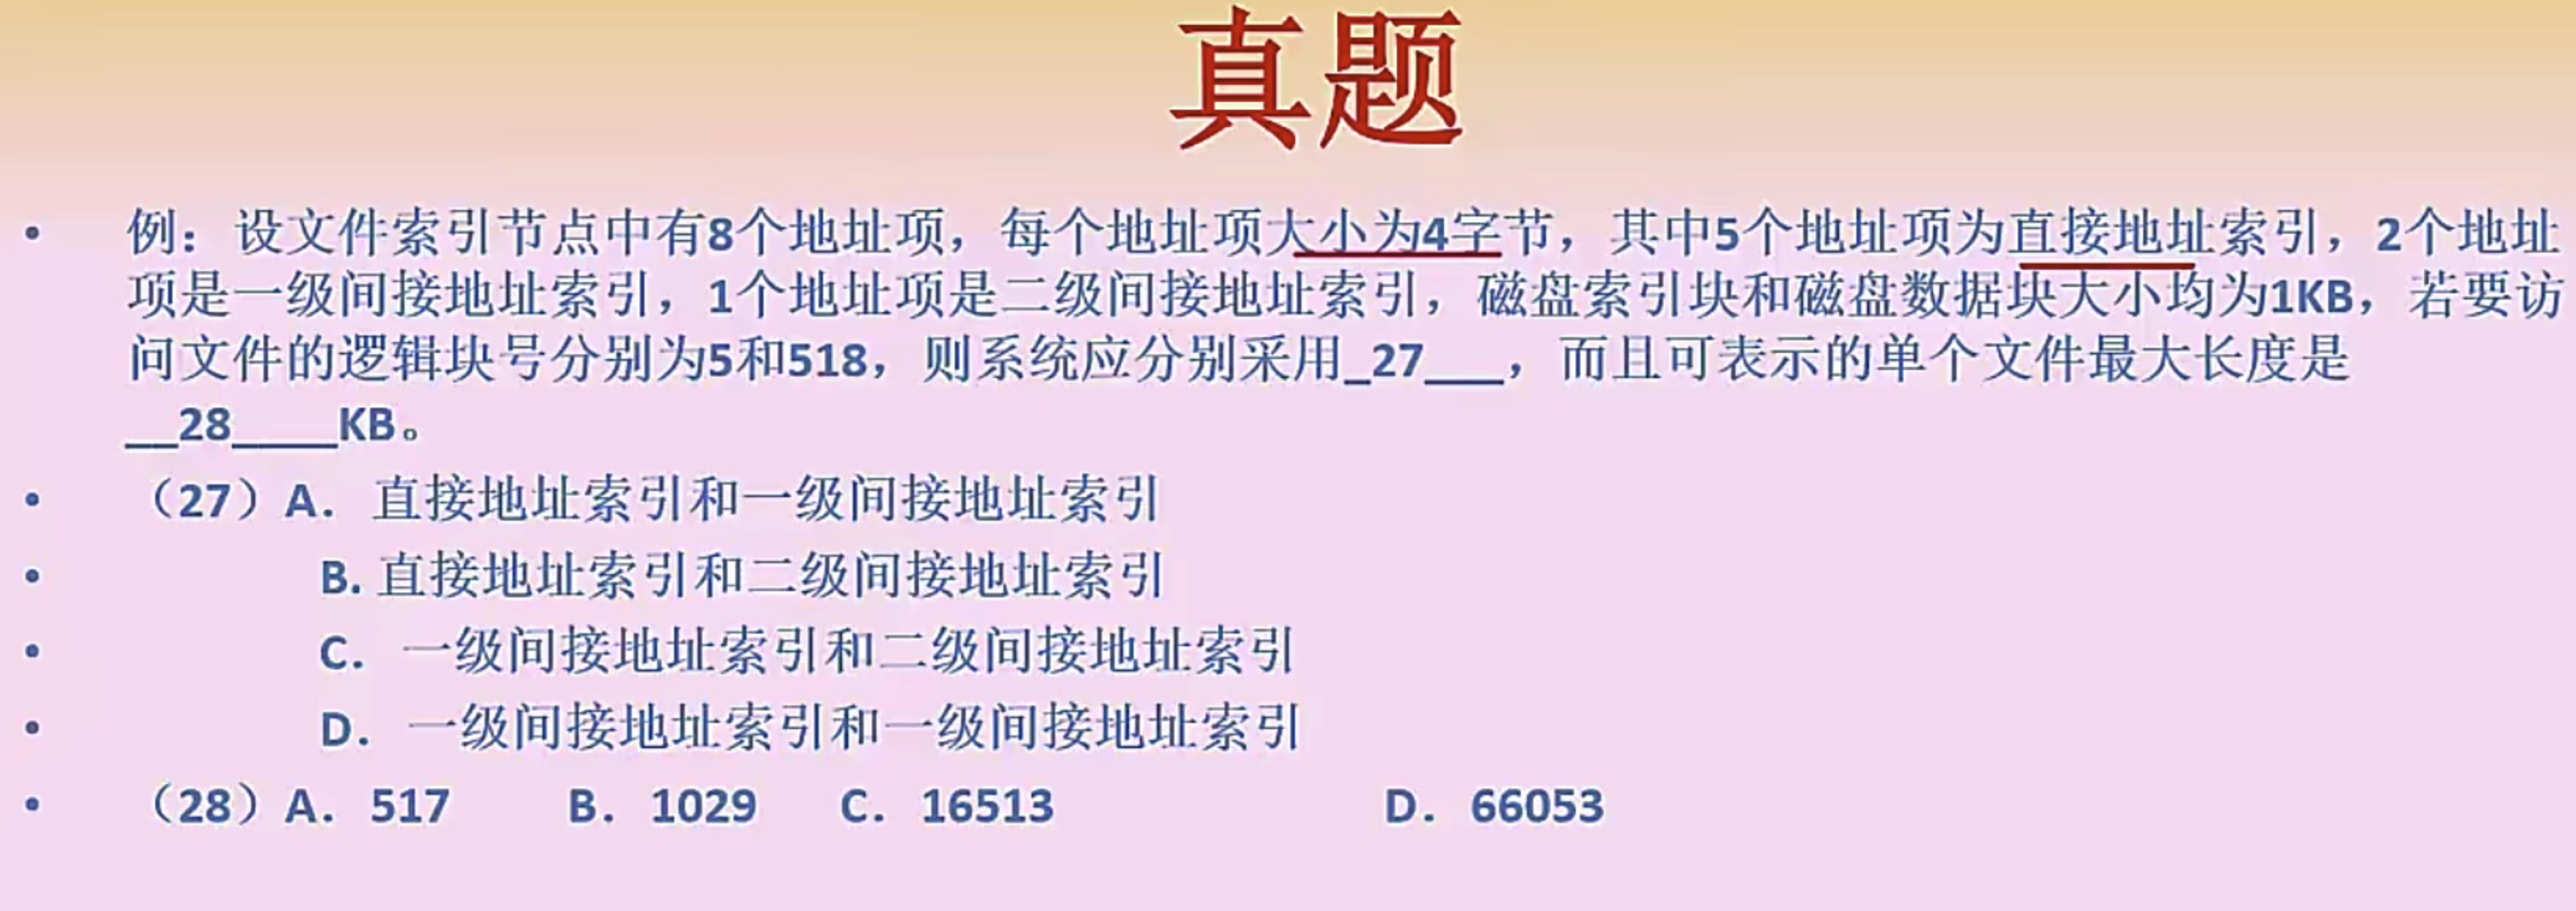 真题
• 例：设文件索引节点中有8个地址项，每个地址项大小为4字节，其中5个地址项为直接地址索引，2个地址
项是一级间接地址索引，1个地址项是二级间接地址索引，磁盘索引块和磁盘数据块大小均为1KB，若要访
问文件的逻辑块号分别为5和518，则系统应分别采用_27___，而且可表示的单个文件最大长度是
__28____KB。
• （27）A. 直接地址索引和一级间接地址索引
• B. 直接地址索引和二级间接地址索引
• C. 一级间接地址索引和二级间接地址索引
• D. 一级间接地址索引和一级间接地址索引
• （28）A. 517 B. 1029 C. 16513 D. 66053